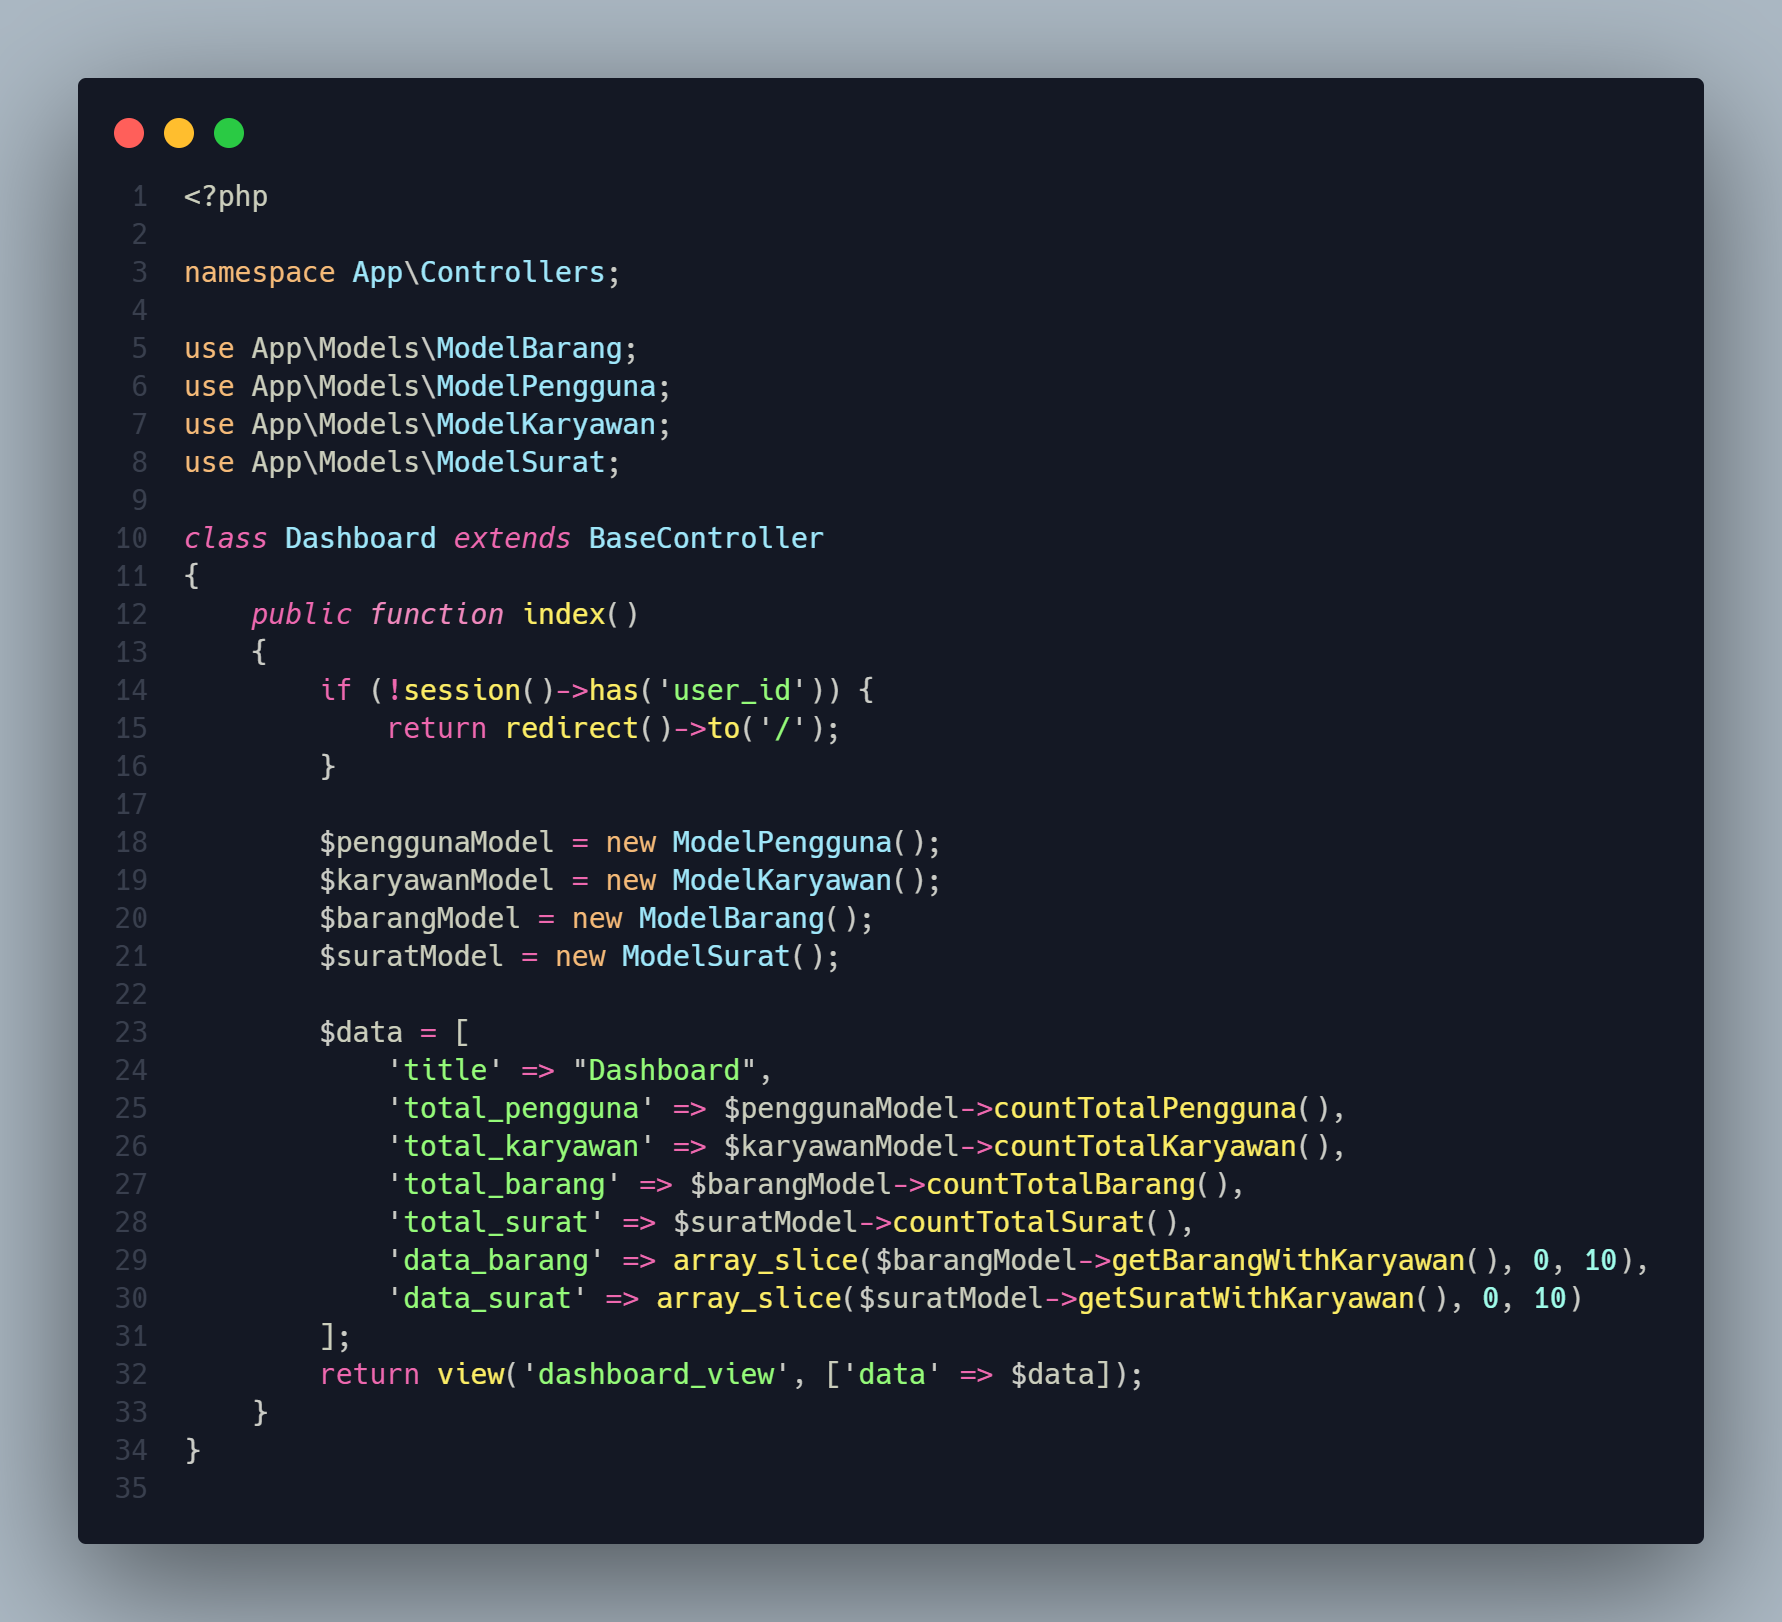 1 <?php
2
3 namespace App\Controllers;
4
5 use App\Models\ModelBarang;
6 use App\Models\ModelPengguna;
7 use App\Models\ModelKaryawan;
8 use App\Models\ModelSurat;
9
10 class Dashboard extends BaseController
11 {
12     public function index()
13     {
14         if (!session()->has('user_id')) {
15             return redirect()->to('/');
16         }
17
18         $penggunaModel = new ModelPengguna();
19         $karyawanModel = new ModelKaryawan();
20         $barangModel = new ModelBarang();
21         $suratModel = new ModelSurat();
22
23         $data = [
24             'title' => "Dashboard",
25             'total_pengguna' => $penggunaModel->countTotalPengguna(),
26             'total_karyawan' => $karyawanModel->countTotalKaryawan(),
27             'total_barang' => $barangModel->countTotalBarang(),
28             'total_surat' => $suratModel->countTotalSurat(),
29             'data_barang' => array_slice($barangModel->getBarangWithKaryawan(), 0, 10),
30             'data_surat' => array_slice($suratModel->getSuratWithKaryawan(), 0, 10)
31         ];
32         return view('dashboard_view', ['data' => $data]);
33     }
34 }
35